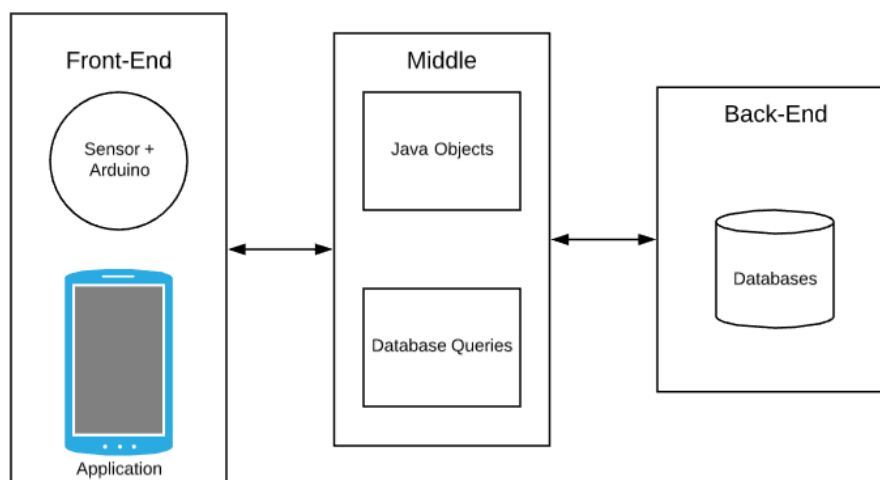 Front-End
Sensor +
Arduino
Application
Middle
Java Objects
Database Queries
Back-End
Databases